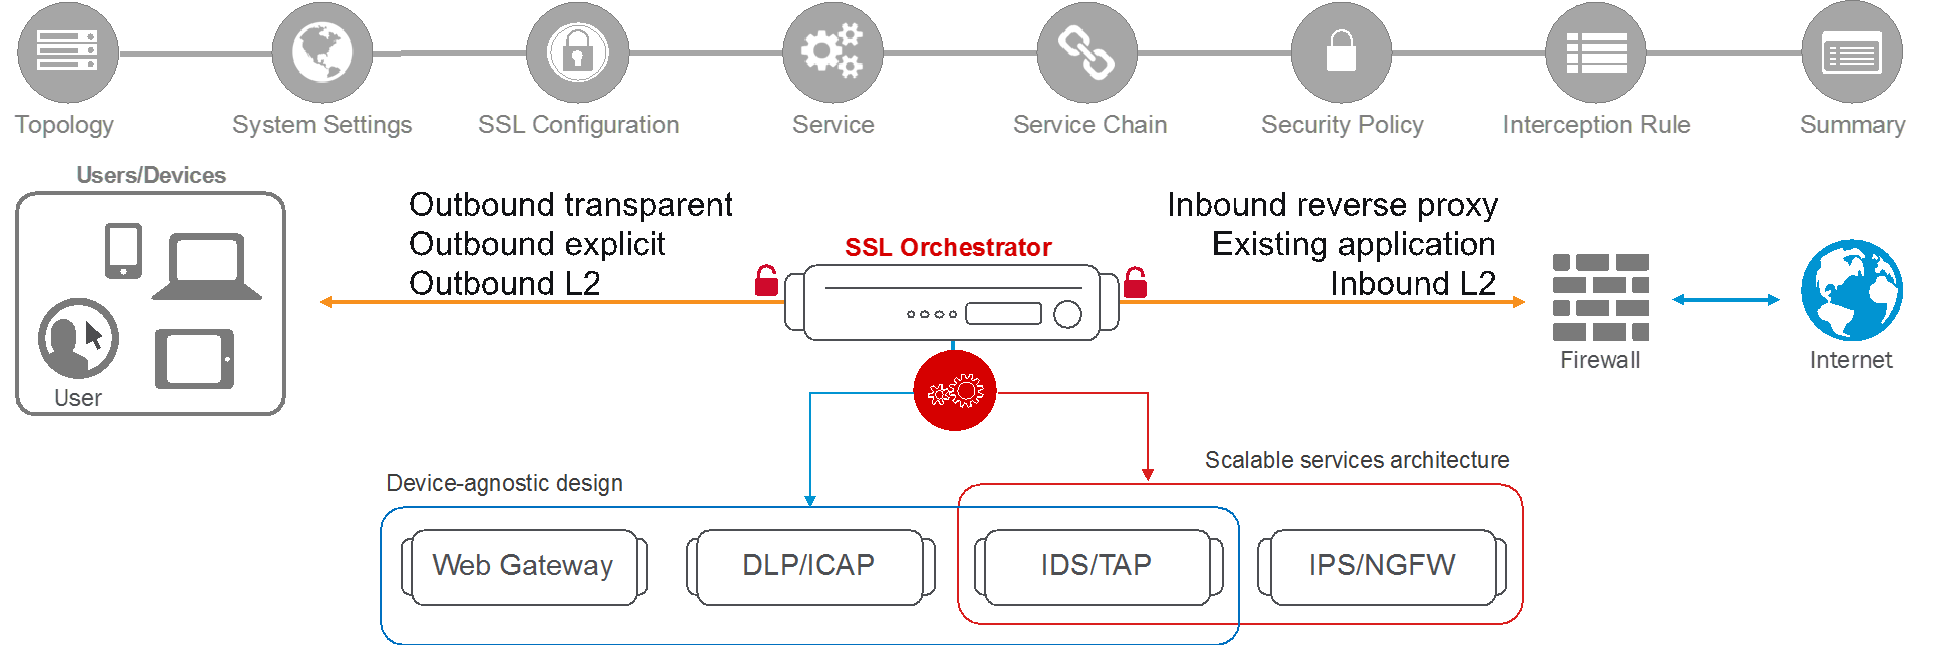 Topology
System Settings
SSL Configuration
Service
Service Chain
Security Policy
Interception Rule
Summary
Users/Devices
Outbound transparent
Outbound explicit
Outbound L2
SSL Orchestrator
Inbound reverse proxy
Existing application
Inbound L2
User
Firewall
Internet
Device-agnostic design
Scalable services architecture
Web Gateway
DLP/ICAP
IDS/TAP
IPS/NGFW